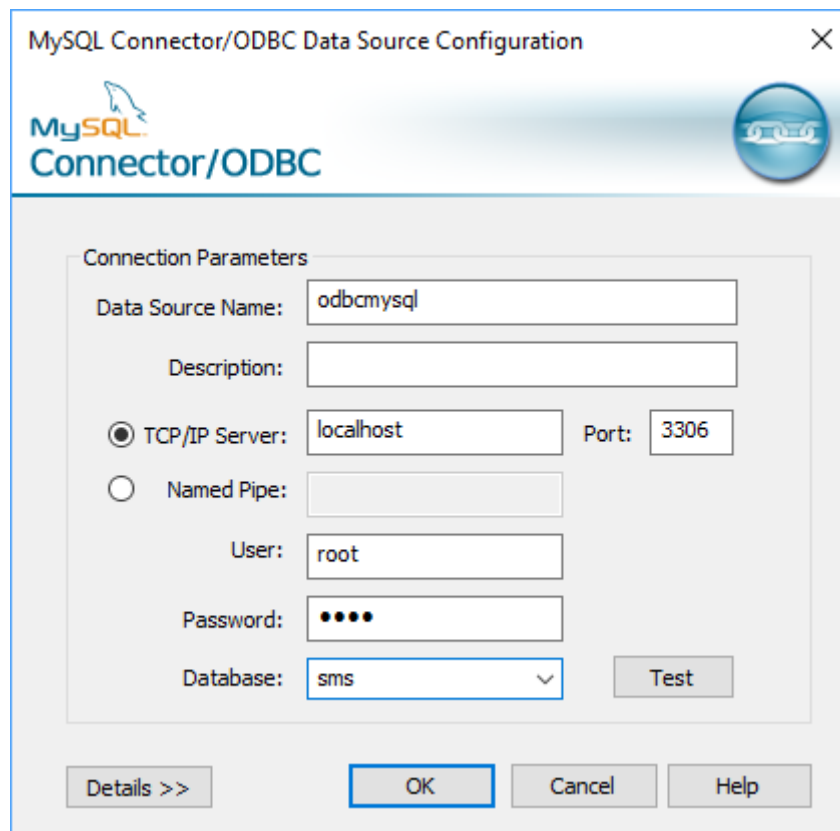 MySQL Connector/ODBC Data Source Configuration
MySQL
Connector/ODBC
Connection Parameters
Data Source Name: odbcmysql
Description:
TCP/IP Server: localhost Port: 3306
Named Pipe:
User: root
Password: ••••
Database: sms Test
Details >> OK Cancel Help